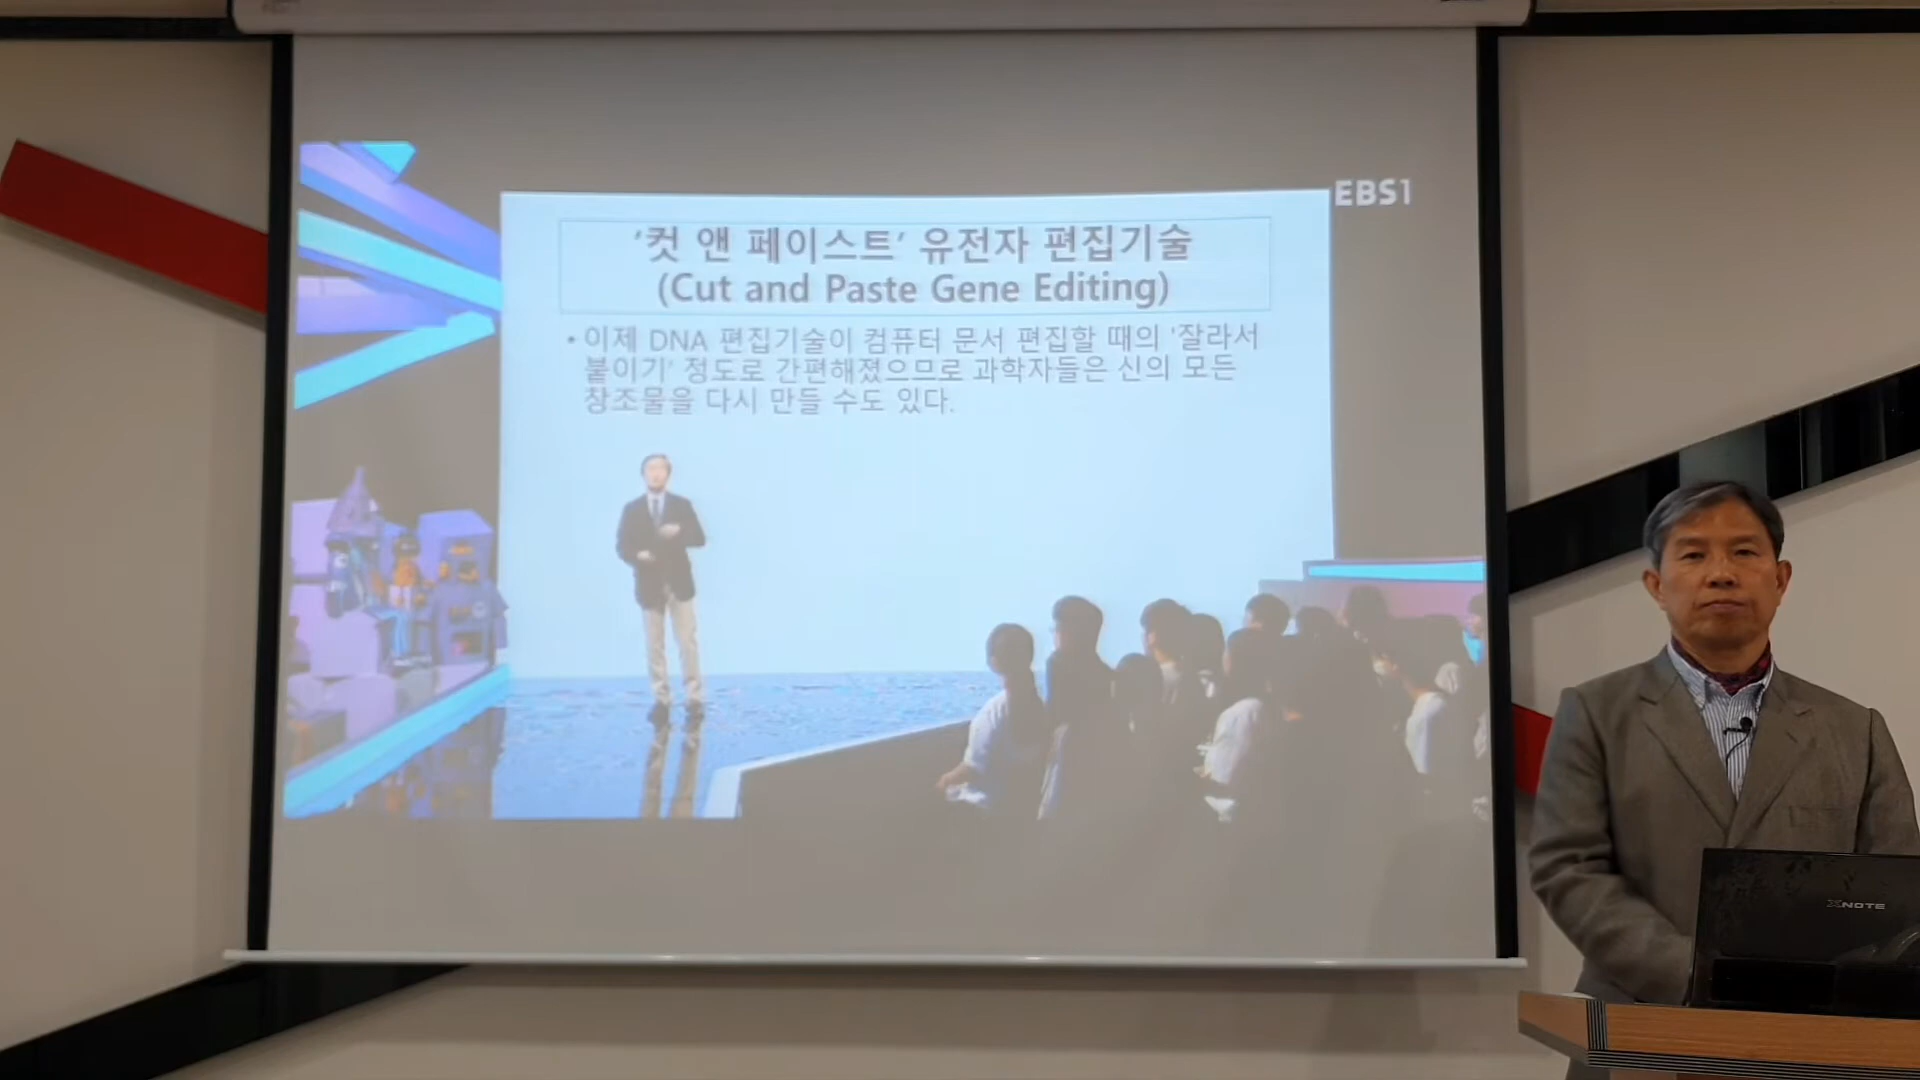 EBS1
'컷 앤 페이스트' 유전자 편집기술
(Cut and Paste Gene Editing)
• 이제 DNA 편집기술이 컴퓨터 문서 편집할 때의 '잘라서
붙이기' 정도로 간편해졌으므로 과학자들은 신의 모든
창조물을 다시 만들 수도 있다.
XNOTE